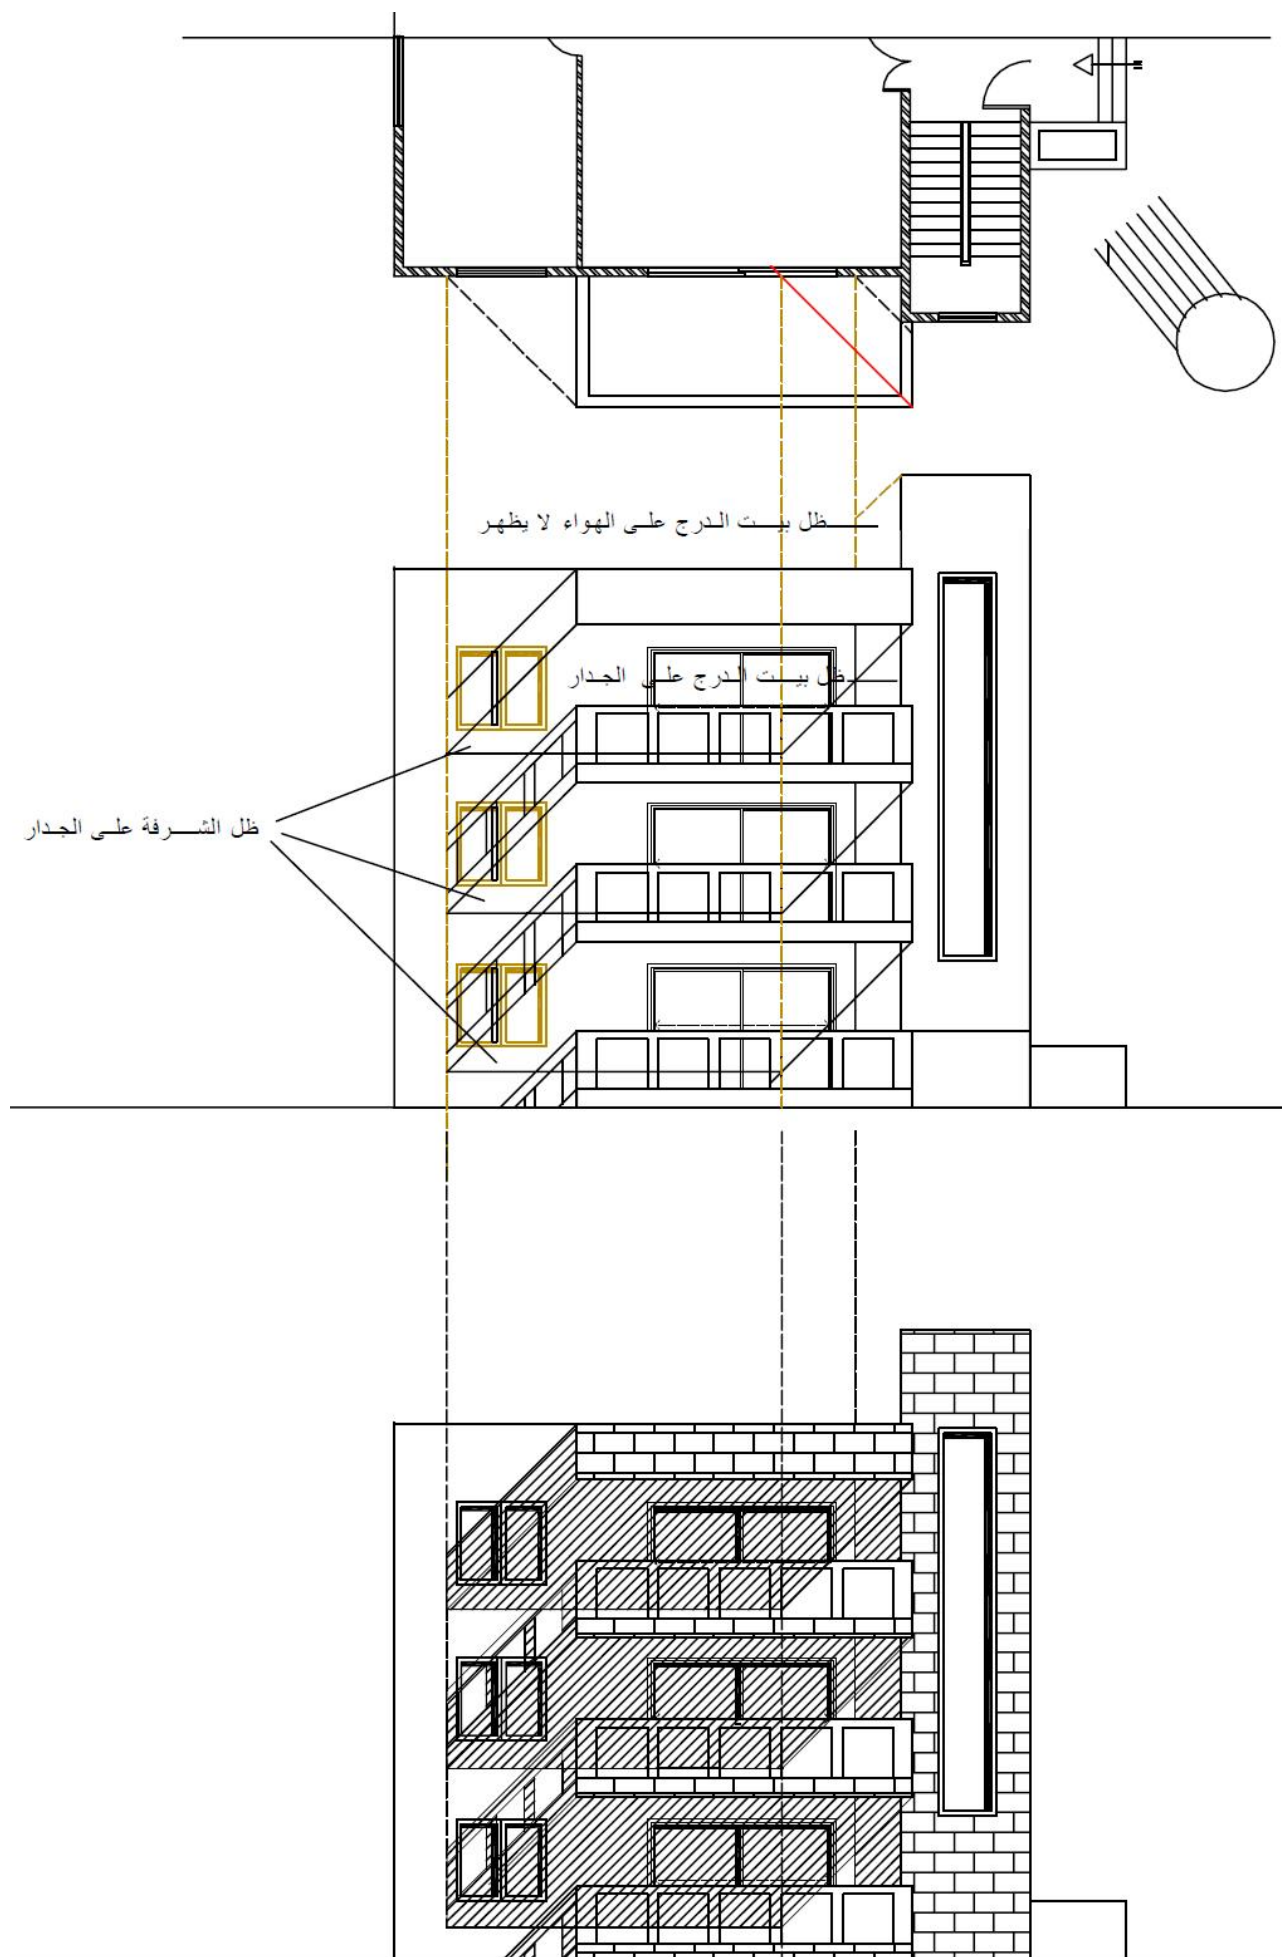 ظل بيت الدرج على الهواء لا يظهر
ظل بيت الدرج على الجدار
ظل الشرفة على الجدار